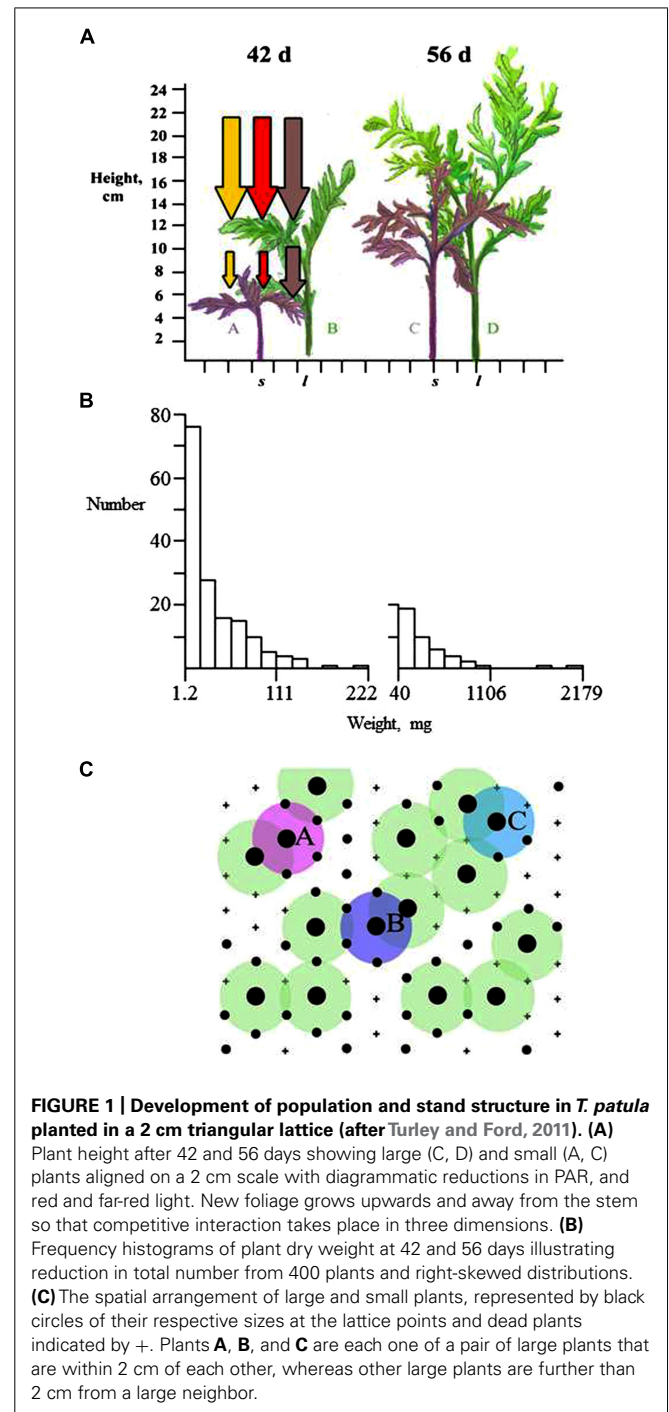 A
42 d 56 d
24
22
20
18
Height, 16
cm 14
12
10
8
6
4
2
A B C D
s l s l
B
80
60
Number
40
20
1.2 111 222 40 1106 2179
Weight, mg
C
A
C
B
FIGURE 1 | Development of population and stand structure in T. patula
planted in a 2 cm triangular lattice (after Turley and Ford, 2011). (A)
Plant height after 42 and 56 days showing large (C, D) and small (A, C)
plants aligned on a 2 cm scale with diagrammatic reductions in PAR, and
red and far-red light. New foliage grows upwards and away from the stem
so that competitive interaction takes place in three dimensions. (B)
Frequency histograms of plant dry weight at 42 and 56 days illustrating
reduction in total number from 400 plants and right-skewed distributions.
(C) The spatial arrangement of large and small plants, represented by black
circles of their respective sizes at the lattice points and dead plants
indicated by +. Plants A, B, and C are each one of a pair of large plants that
are within 2 cm of each other, whereas other large plants are further than
2 cm from a large neighbor.